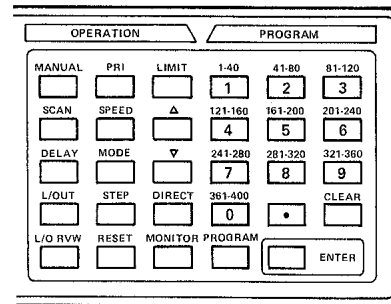 OPERATION PROGRAM
MANUAL PRI LIMIT 1-40 41-80 81-120
1 2 3
SCAN SPEED △ 121-160 161-200 201-240
4 5 6
DELAY MODE ▽ 241-280 281-320 321-360
7 8 9
L/OUT STEP DIRECT 361-400 CLEAR
0 •
L/O RVW RESET MONITOR PROGRAM
ENTER